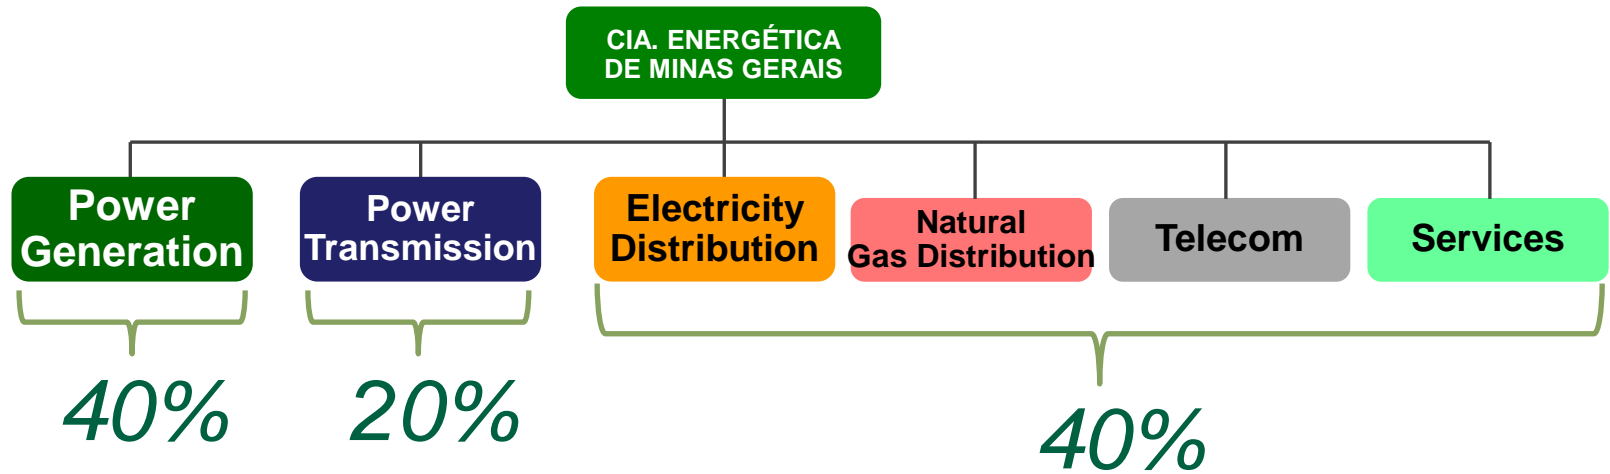 CIA. ENERGÉTICA
DE MINAS GERAIS
Power
Generation
Power
Transmission
Electricity
Distribution
Natural
Gas Distribution
Telecom
Services
40%
20%
40%